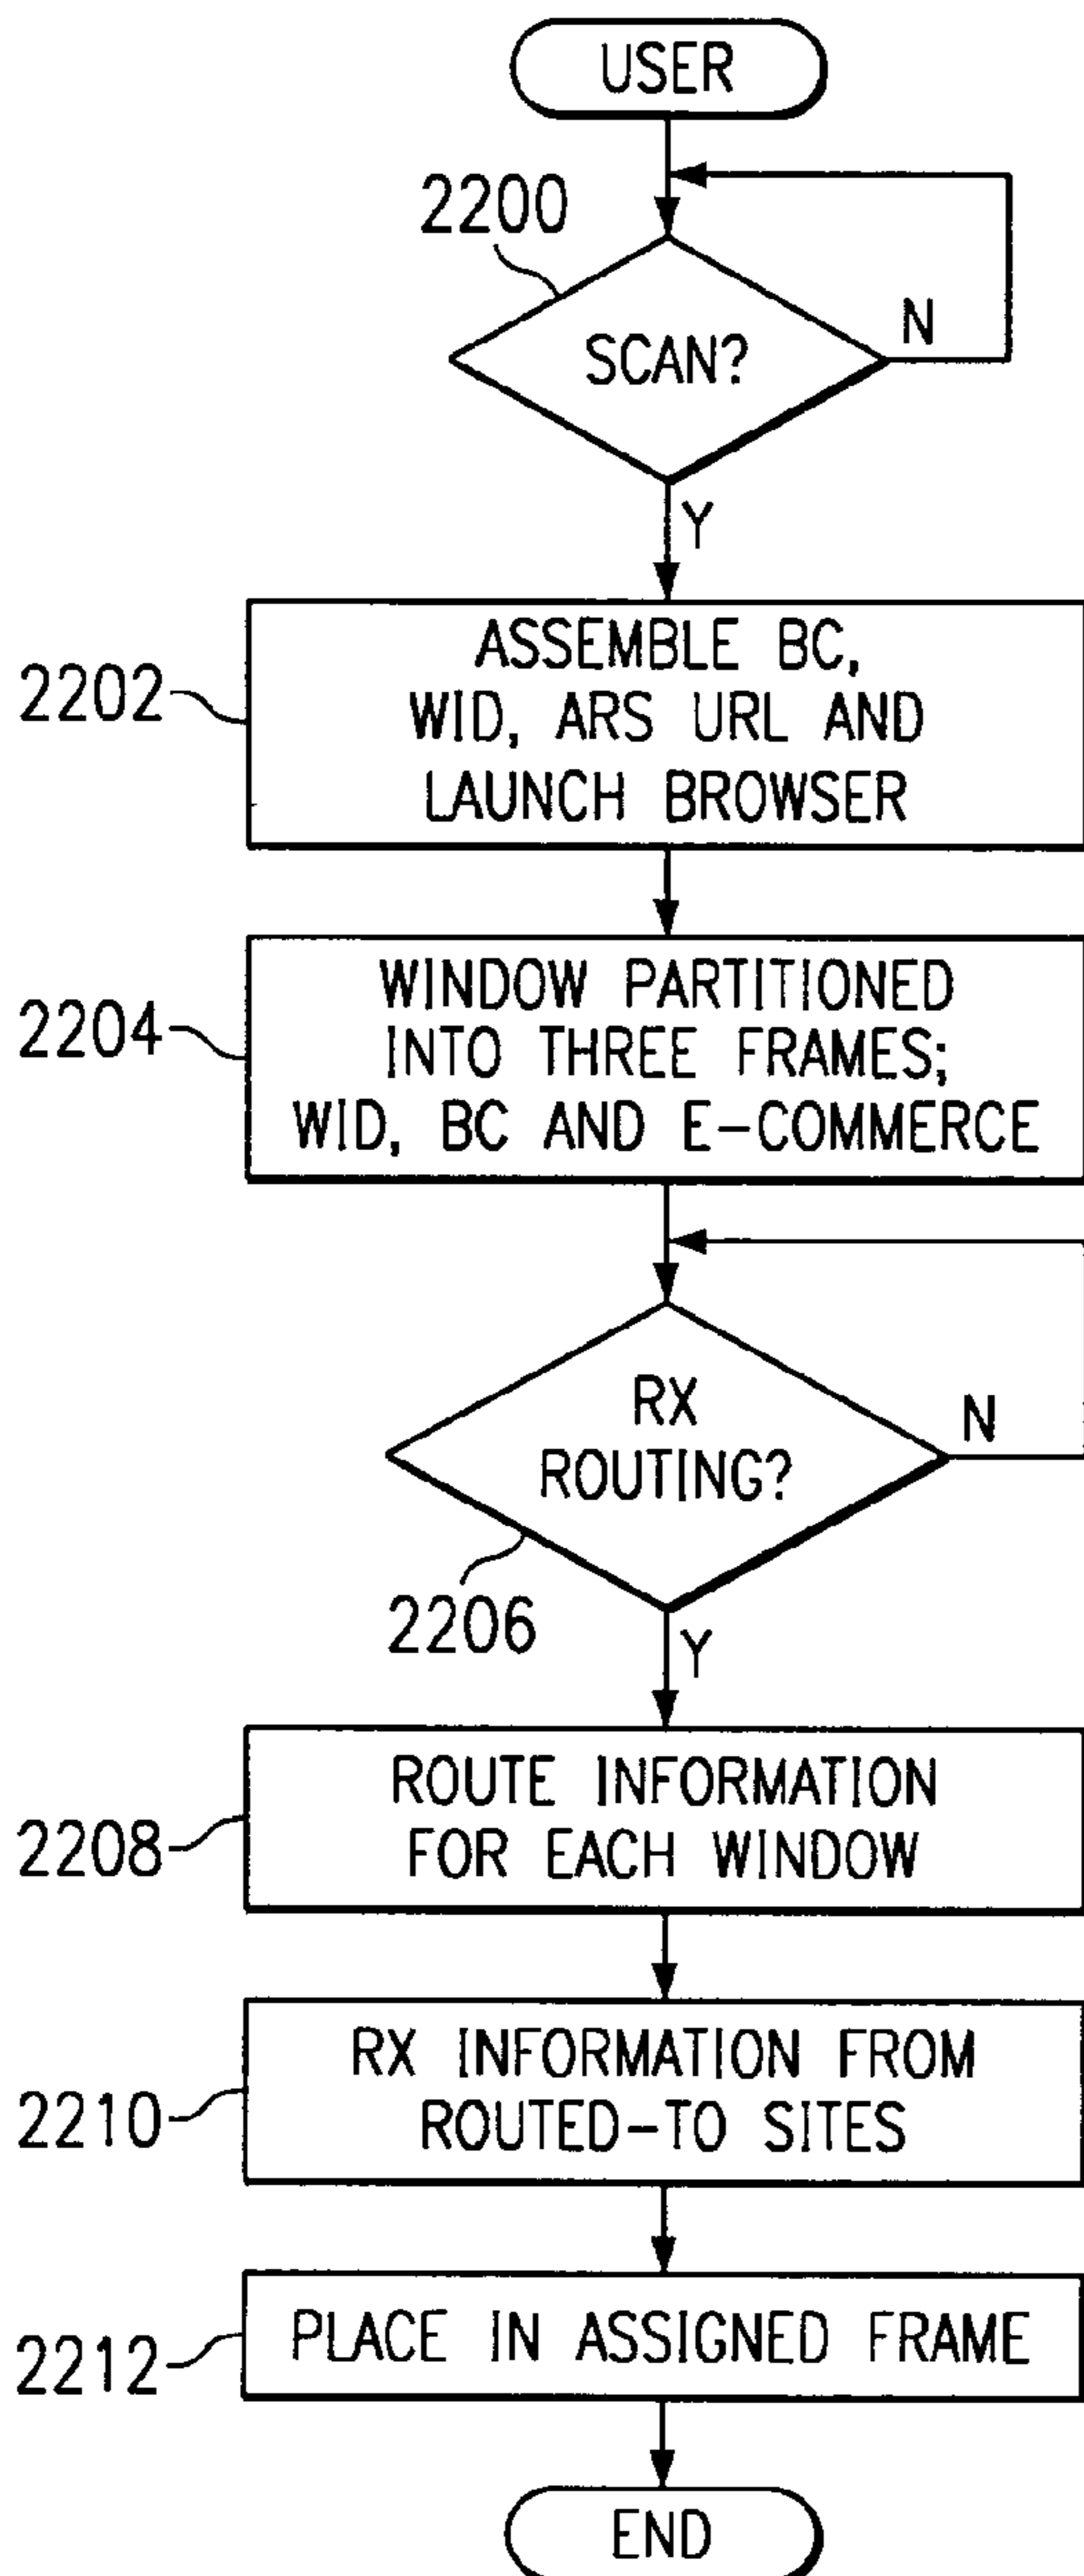 USER
2200
SCAN?
N
Y
2202
ASSEMBLE BC,
WID, ARS URL AND
LAUNCH BROWSER
2204
WINDOW PARTITIONED
INTO THREE FRAMES;
WID, BC AND E-COMMERCE
RX
ROUTING?
N
2206
Y
2208
ROUTE INFORMATION
FOR EACH WINDOW
2210
RX INFORMATION FROM
ROUTED-TO SITES
2212
PLACE IN ASSIGNED FRAME
END